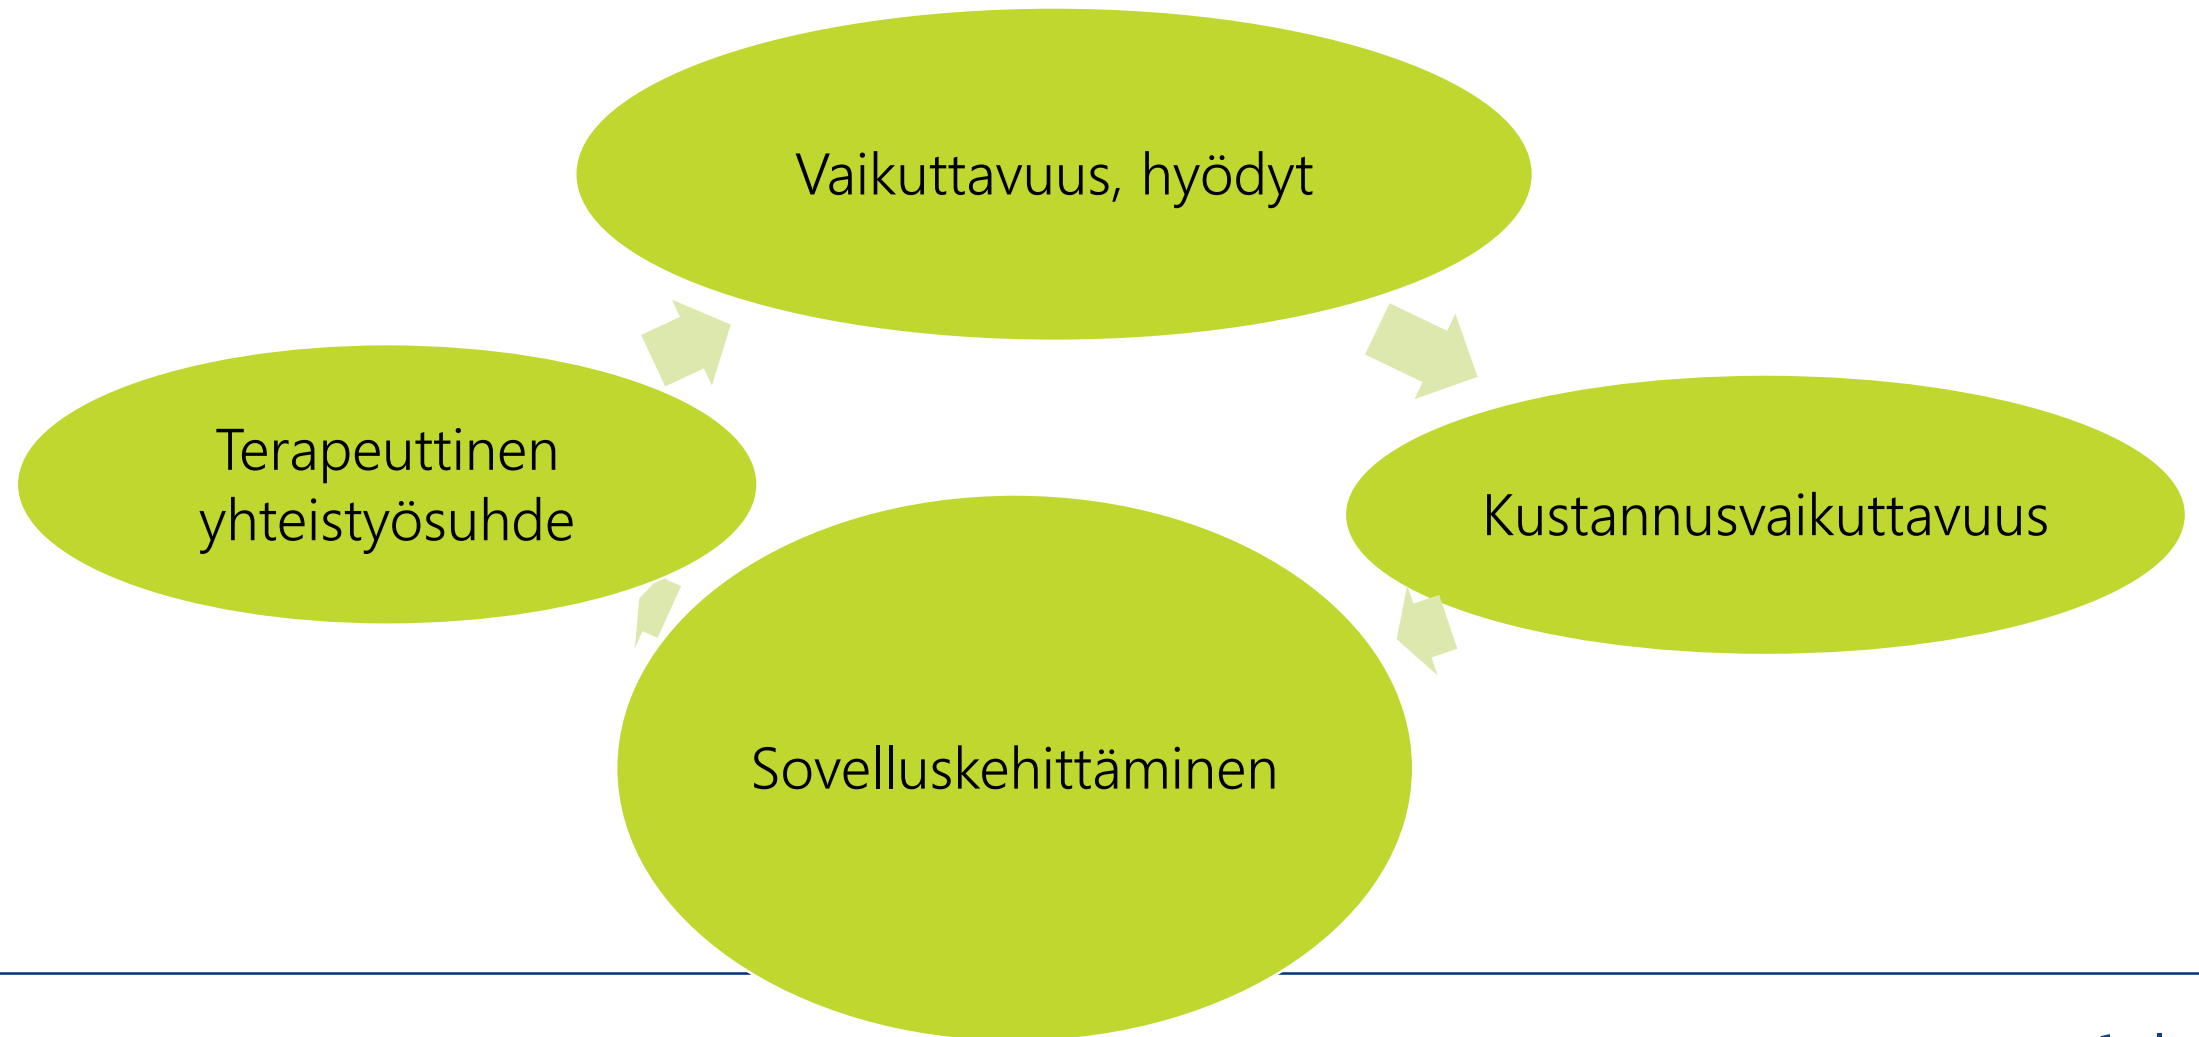 Vaikuttavuus, hyödyt
Terapeuttinen
yhteistyösuhde
Kustannusvaikuttavuus
Sovelluskehittäminen